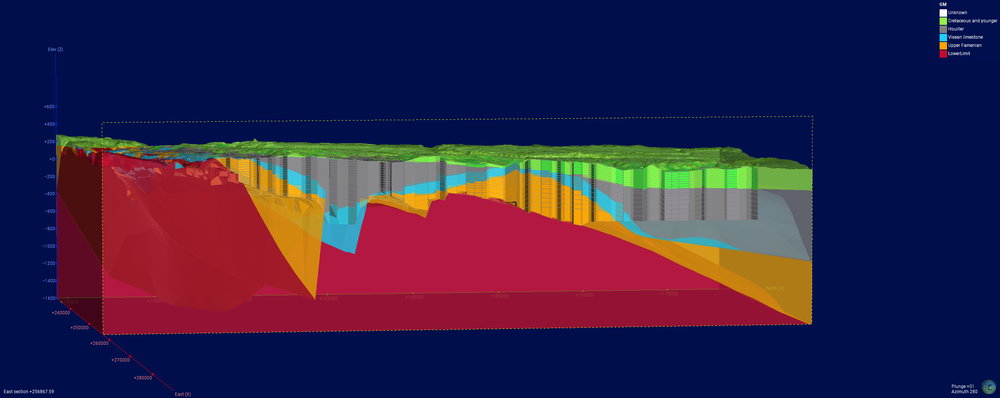 GM
Unknown
Cretaceous and younger
Houiller
Visean limestone
Upper Famenian
LowerLimit
Elev (Z)
+600
+400
+200
+0
−200
−400
−600
−800
−1000
−1200
−1400
−1600
+140000
+155000
+160000
+165000
+170000
+175000
North (Y)
+240000
+250000
+260000
+270000
+280000
East (X)
East section +256867.59
Plunge +01
Azimuth 280
E